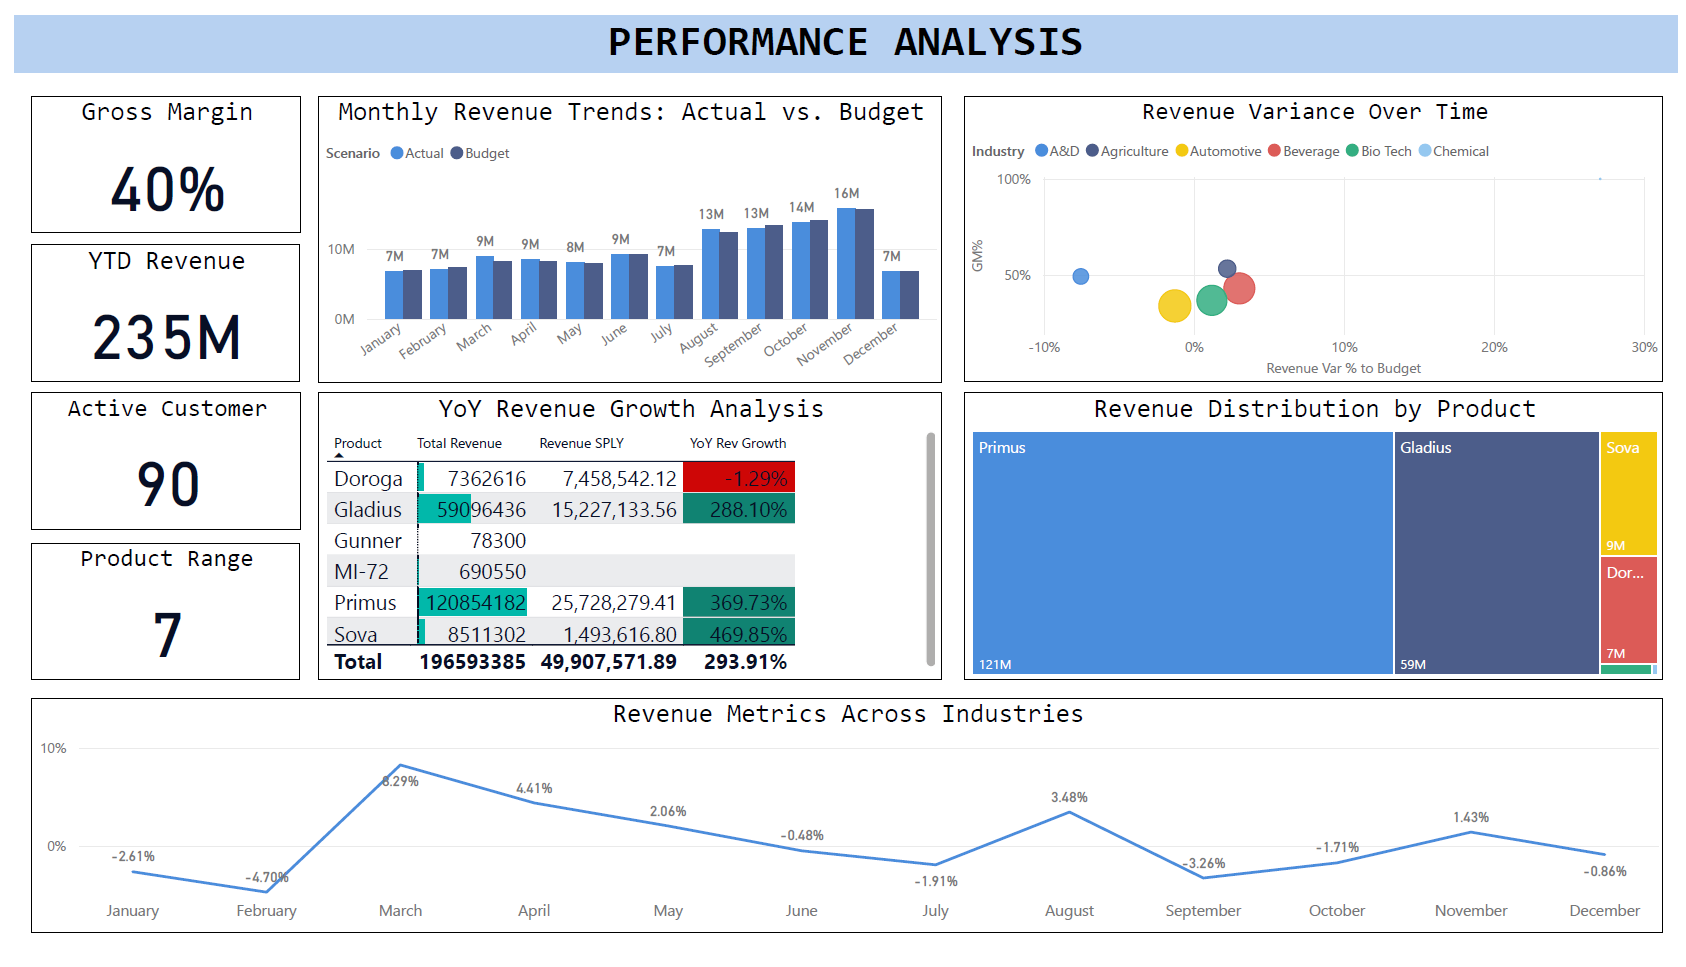 PERFORMANCE ANALYSIS
Gross Margin
40%
YTD Revenue
235M
Active Customer
90
Product Range
7
Monthly Revenue Trends: Actual vs. Budget
Scenario Actual Budget
10M
0M
7M 7M 9M 9M 8M 9M 7M 13M 13M 14M 16M 7M
January February March April May June July August September October November December
Revenue Variance Over Time
Industry A&D Agriculture Automotive Beverage Bio Tech Chemical
100%
50%
GM%
-10% 0% 10% 20% 30%
Revenue Var % to Budget
YoY Revenue Growth Analysis
Product Total Revenue Revenue SPLY YoY Rev Growth
Doroga 7362616 7,458,542.12 -1.29%
Gladius 59096436 15,227,133.56 288.10%
Gunner 78300
MI-72 690550
Primus 120854182 25,728,279.41 369.73%
Sova 8511302 1,493,616.80 469.85%
Total 196593385 49,907,571.89 293.91%
Revenue Distribution by Product
Primus
121M
Gladius
59M
Sova
9M
Dor...
7M
Revenue Metrics Across Industries
10%
0%
-2.61% -4.70% 8.29% 4.41% 2.06% -0.48% -1.91% 3.48% -3.26% -1.71% 1.43% -0.86%
January February March April May June July August September October November December